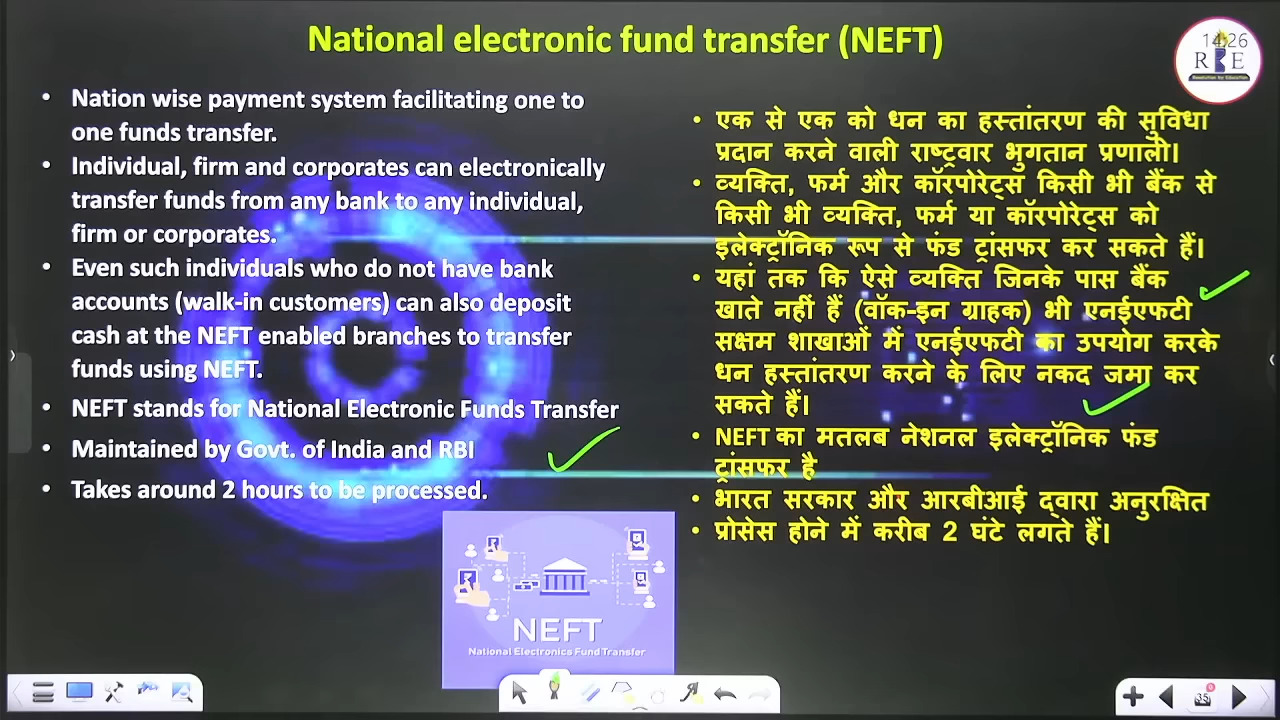 National electronic fund transfer (NEFT)
14:26
R E
Revolution by Education
• Nation wise payment system facilitating one to
one funds transfer.
• Individual, firm and corporates can electronically
transfer funds from any bank to any individual,
firm or corporates.
• Even such individuals who do not have bank
accounts (walk-in customers) can also deposit
cash at the NEFT enabled branches to transfer
funds using NEFT.
• NEFT stands for National Electronic Funds Transfer
• Maintained by Govt. of India and RBI
• Takes around 2 hours to be processed.
• एक से एक को धन का हस्तांतरण की सुविधा
प्रदान करने वाली राष्ट्रवार भुगतान प्रणाली।
• व्यक्ति, फर्म और कॉरपोरेट्स किसी भी बैंक से
किसी भी व्यक्ति, फर्म या कॉरपोरेट्स को
इलेक्ट्रॉनिक रूप से फंड ट्रांसफर कर सकते हैं।
• यहां तक कि ऐसे व्यक्ति जिनके पास बैंक
खाते नहीं हैं (वॉक-इन ग्राहक) भी एनईएफटी
सक्षम शाखाओं में एनईएफटी का उपयोग करके
धन हस्तांतरण करने के लिए नकद जमा कर
सकते हैं।
• NEFT का मतलब नेशनल इलेक्ट्रॉनिक फंड
ट्रांसफर है
• भारत सरकार और आरबीआई द्वारा अनुरक्षित
• प्रोसेस होने में करीब 2 घंटे लगते हैं।
NEFT
National Electronics Fund Transfer
35